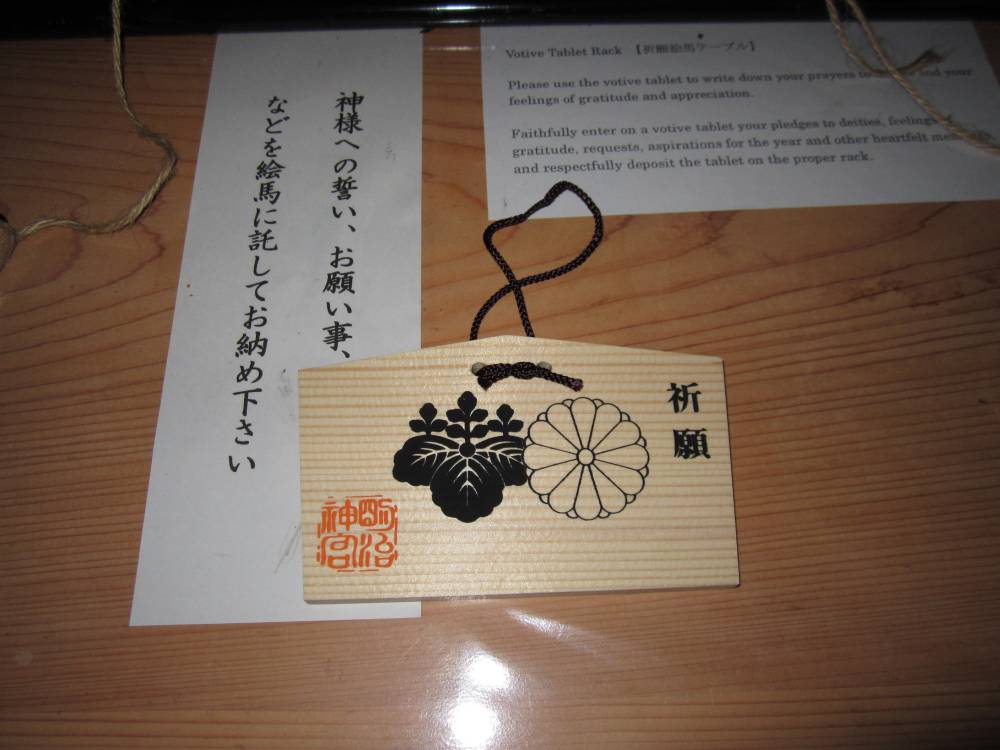 神様への誓い、お願い事、
などを絵馬に託してお納め下さい
Votive Tablet Rack 【祈願絵馬テーブル】
Please use the votive tablet to write down your prayers to and your
feelings of gratitude and appreciation.
Faithfully enter on a votive tablet your pledges to deities, feelings
gratitude, requests, aspirations for the year and other heartfelt
and respectfully deposit the tablet on the proper rack.
祈願
明治
神宮